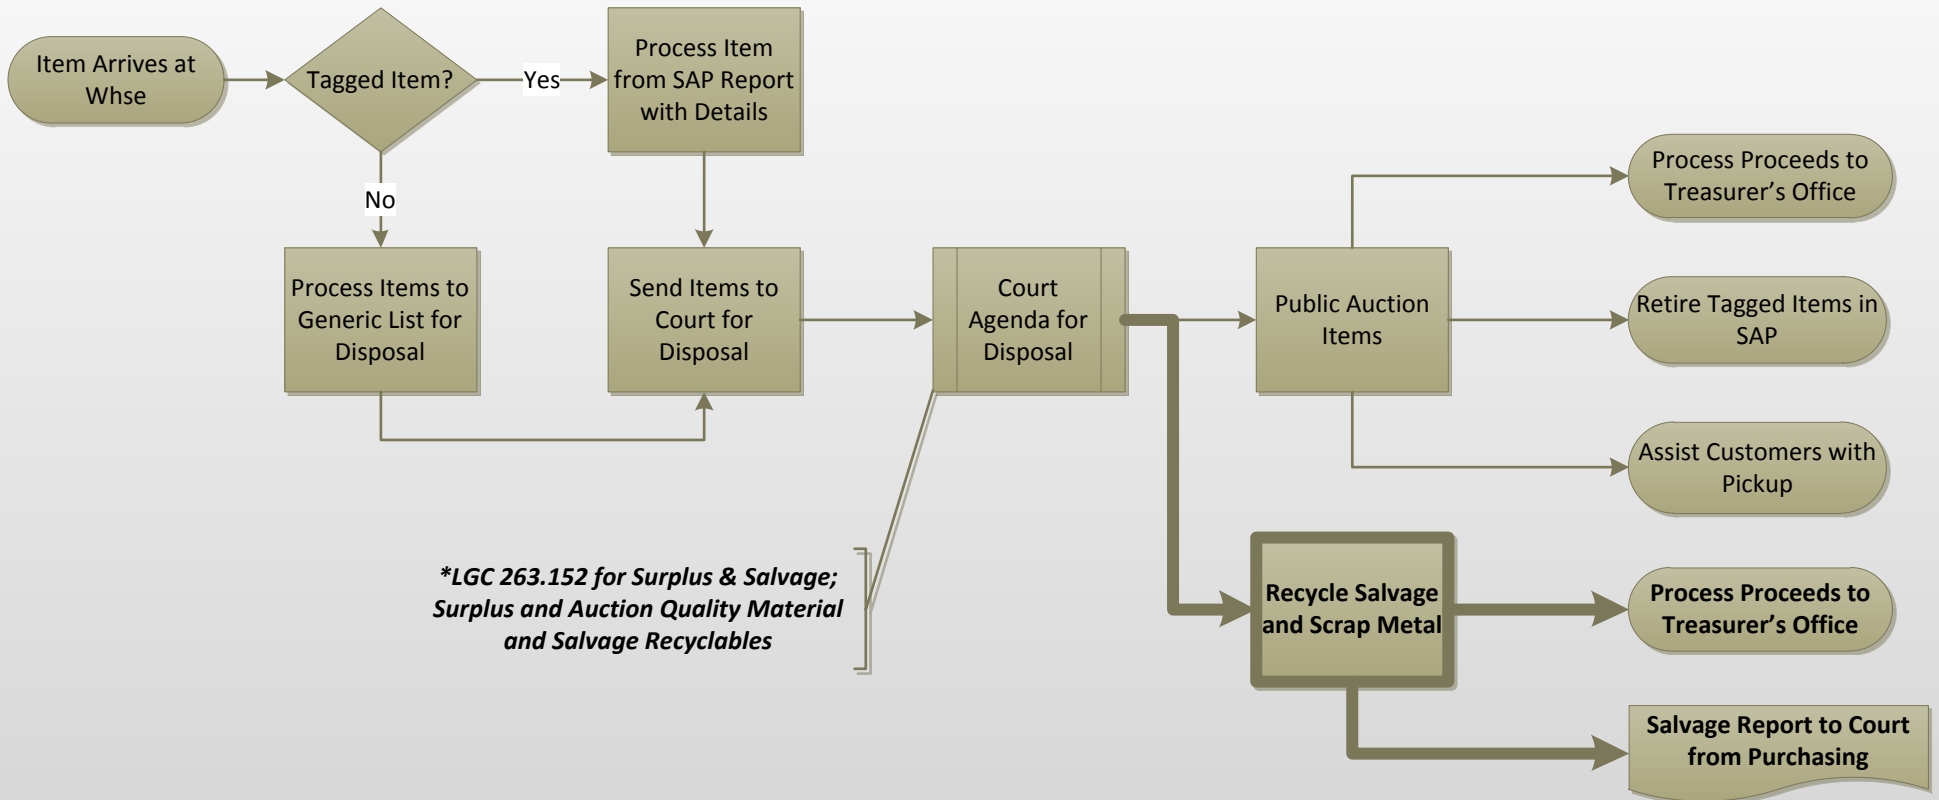 Item Arrives at
Whse
Tagged Item?
Yes
Process Item
from SAP Report
with Details
No
Process Items to
Generic List for
Disposal
Send Items to
Court for
Disposal
Court
Agenda for
Disposal
Public Auction
Items
Process Proceeds to
Treasurer’s Office
Retire Tagged Items in
SAP
Assist Customers with
Pickup
*LGC 263.152 for Surplus & Salvage;
Surplus and Auction Quality Material
and Salvage Recyclables
Recycle Salvage
and Scrap Metal
Process Proceeds to
Treasurer’s Office
Salvage Report to Court
from Purchasing